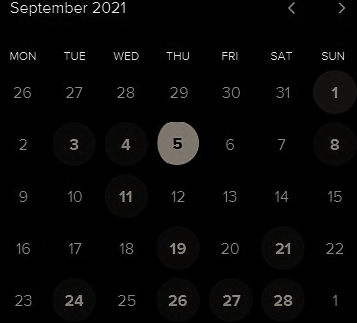 September 2021 < >
MON TUE WED THU FRI SAT SUN
26 27 28 29 30 31 1
2 3 4 5 6 7 8
9 10 11 12 13 14 15
16 17 18 19 20 21 22
23 24 25 26 27 28 1